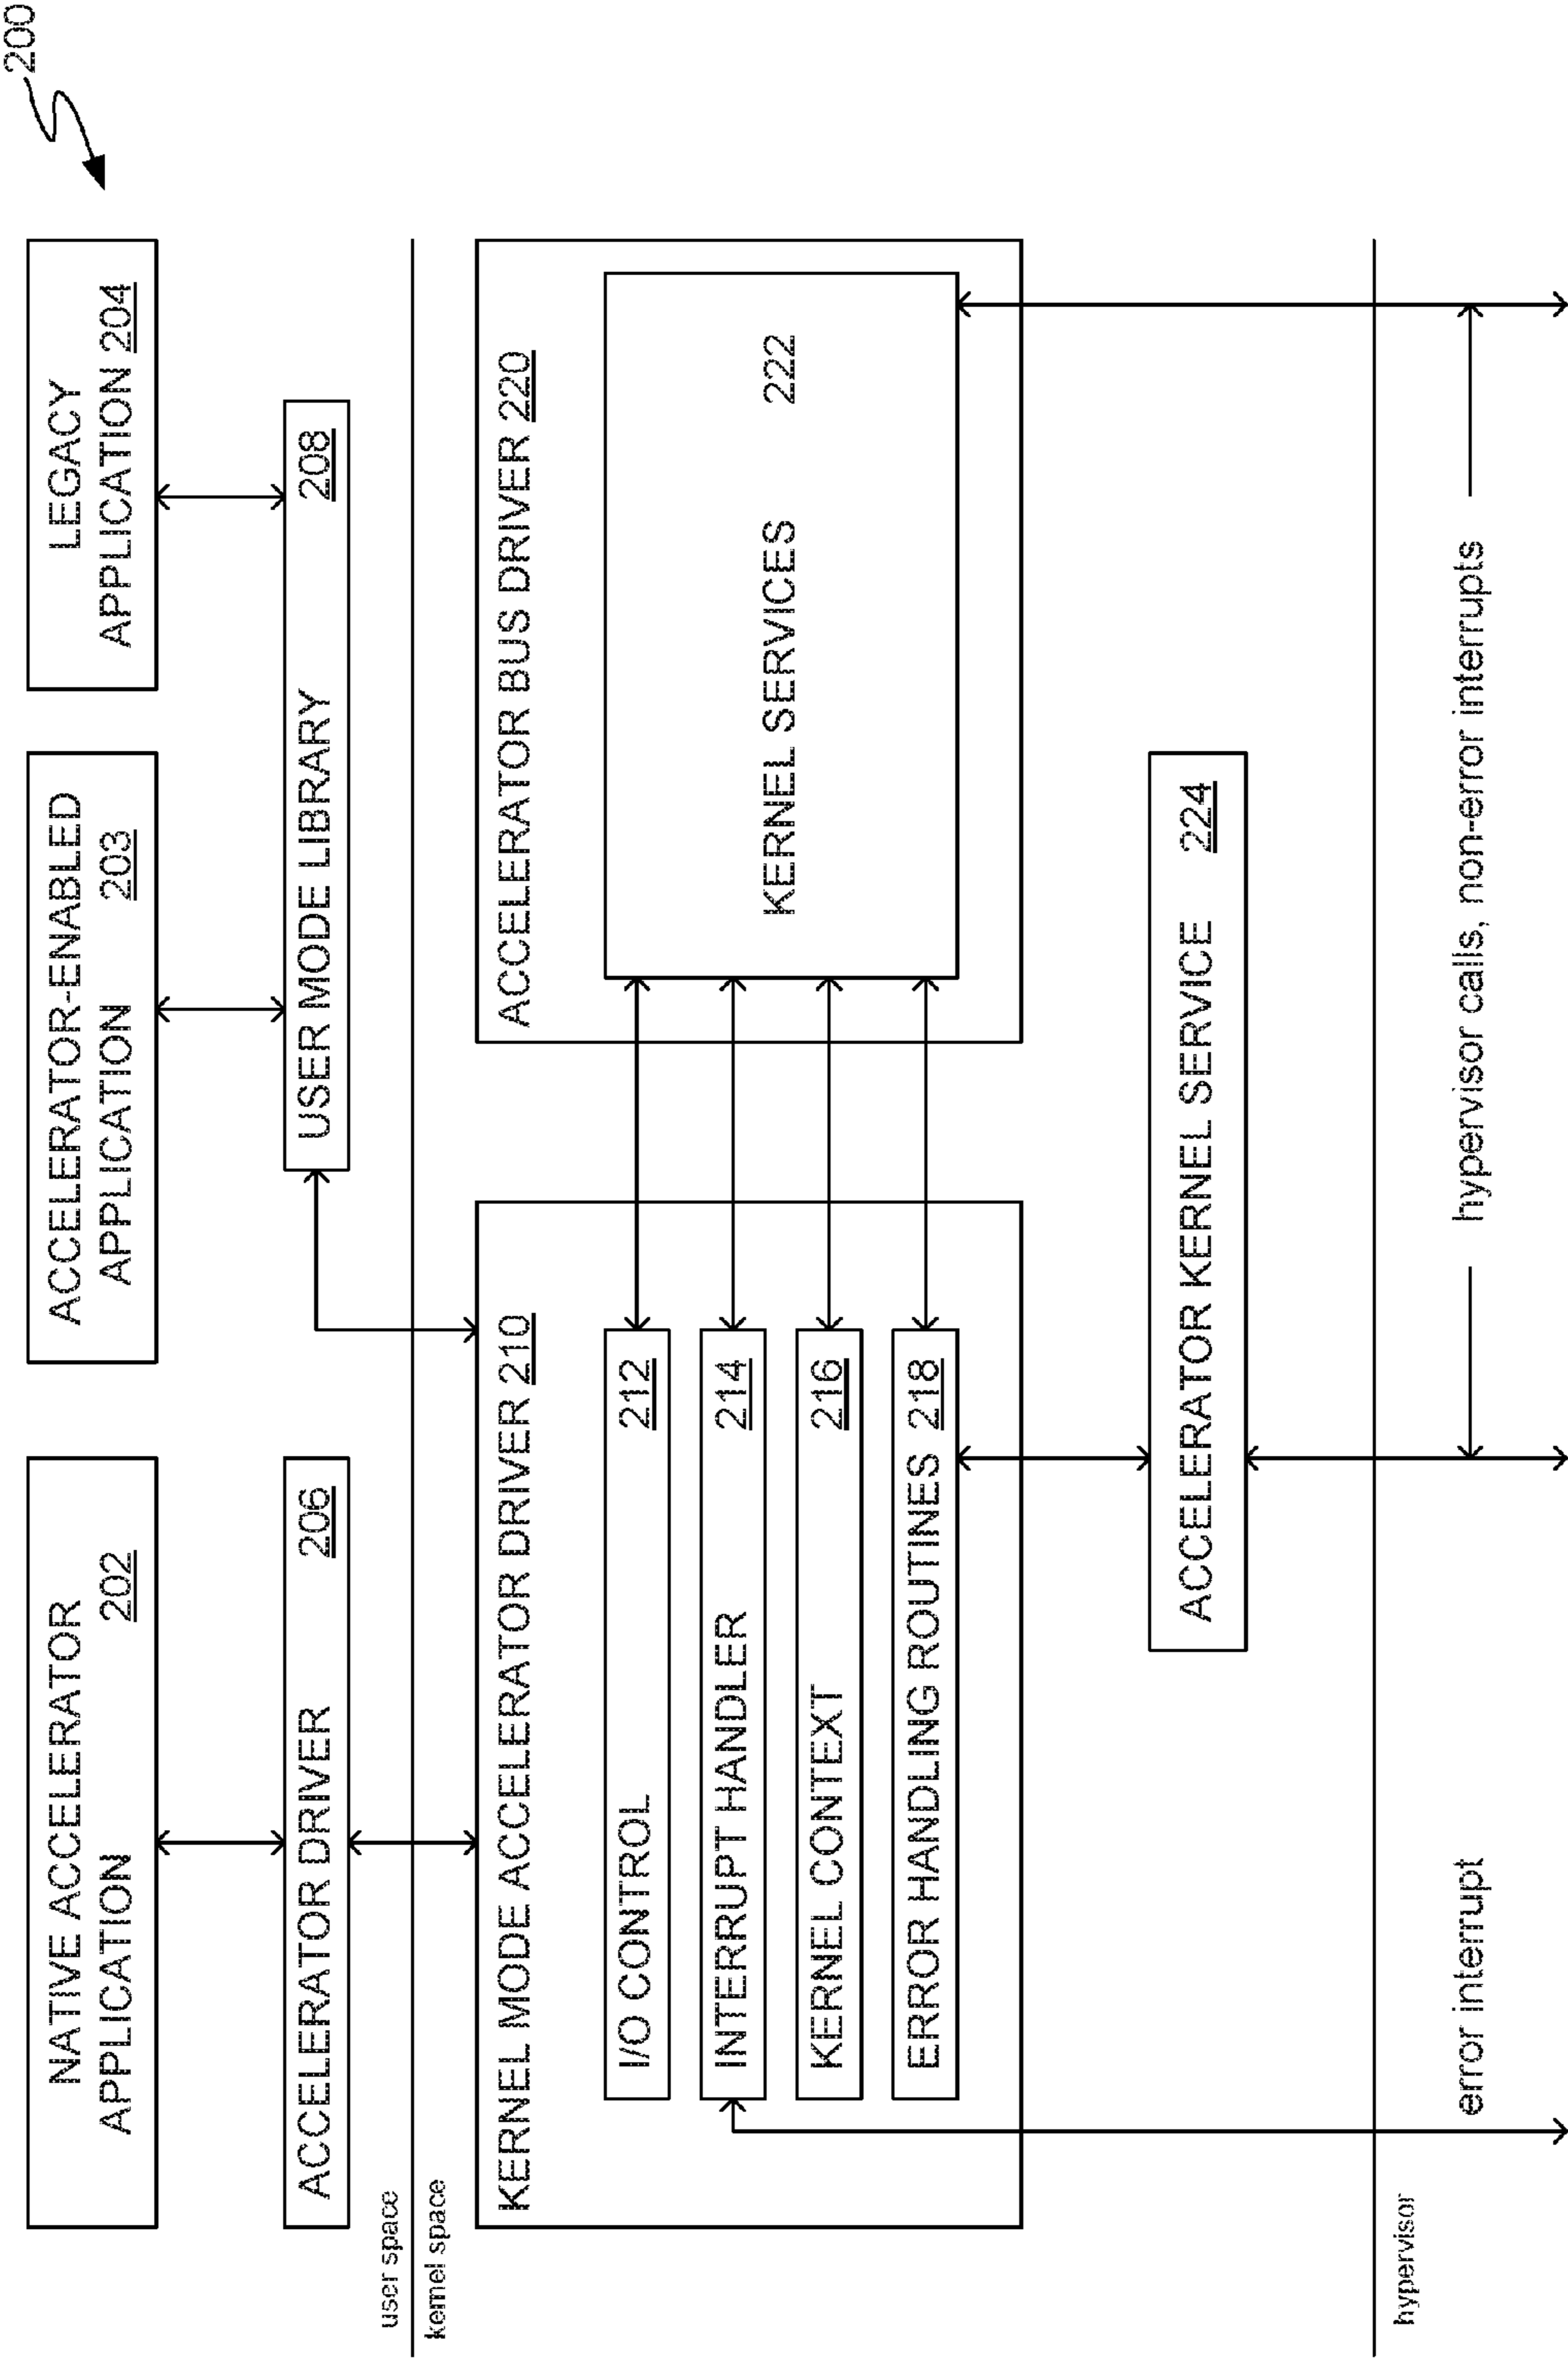 200
NATIVE ACCELERATOR
APPLICATION
202
ACCELERATOR-ENABLED
APPLICATION
203
LEGACY
APPLICATION 204
ACCELERATOR DRIVER
206
USER MODE LIBRARY
208
user space
kernel space
KERNEL MODE ACCELERATOR DRIVER 210
I/O CONTROL
212
INTERRUPT HANDLER
214
KERNEL CONTEXT
216
ERROR HANDLING ROUTINES 218
ACCELERATOR BUS DRIVER 220
KERNEL SERVICES
222
ACCELERATOR KERNEL SERVICE
224
hypervisor
error interrupt
hypervisor calls, non-error interrupts